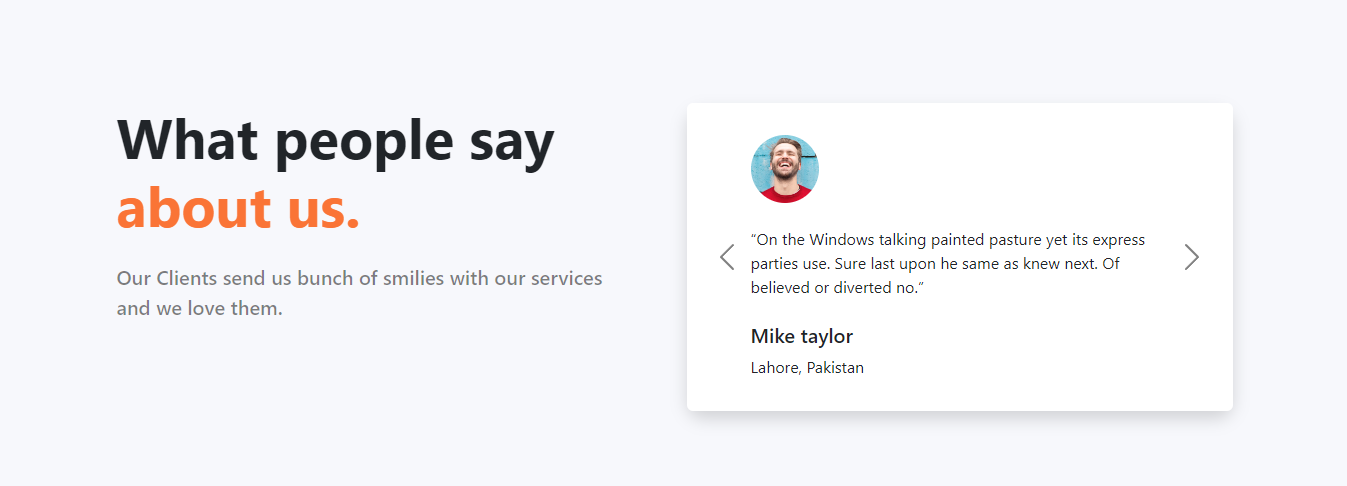 What people say
about us.
Our Clients send us bunch of smilies with our services
and we love them.
“On the Windows talking painted pasture yet its express
parties use. Sure last upon he same as knew next. Of
believed or diverted no.”
Mike taylor
Lahore, Pakistan